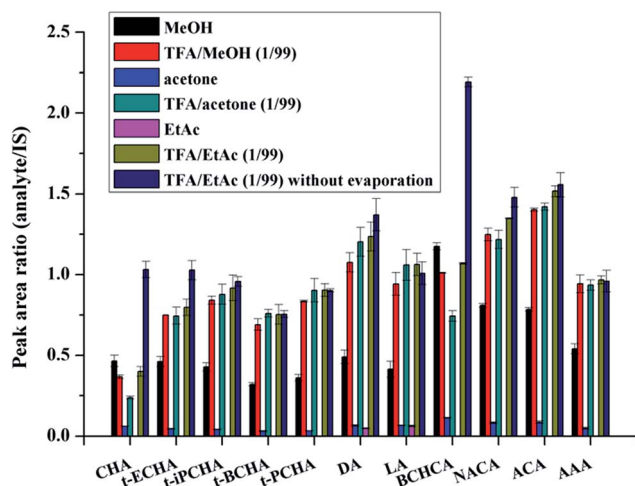 MeOH
TFA/MeOH (1/99)
acetone
TFA/acetone (1/99)
EtAc
TFA/EtAc (1/99)
TFA/EtAc (1/99) without evaporation
Peak area ratio (analyte/IS)
2.5
2.0
1.5
1.0
0.5
0.0
CHA
t-ECHA
t-iPCHA
t-BCHA
t-PCHA
DA
LA
BCHCA
NACA
ACA
AAA